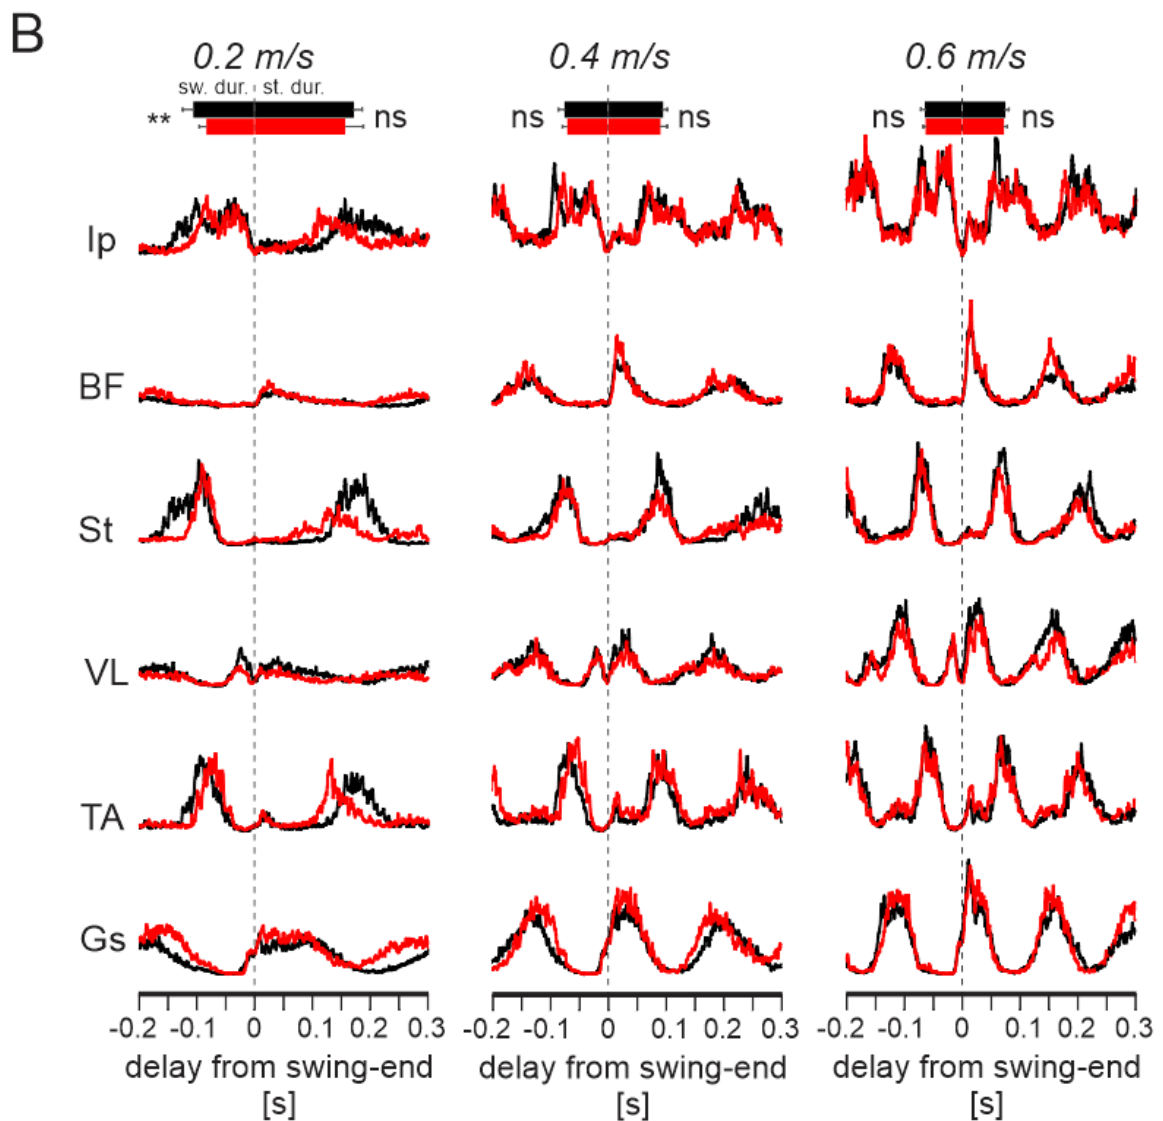 B
0.2 m/s 0.4 m/s 0.6 m/s
sw. dur. st. dur.
** ns ns ns ns ns
Ip
BF
St
VL
TA
Gs
-0.2 -0.1 0 0.1 0.2 0.3 -0.2 -0.1 0 0.1 0.2 0.3 -0.2 -0.1 0 0.1 0.2 0.3
delay from swing-end delay from swing-end delay from swing-end
[s] [s] [s]